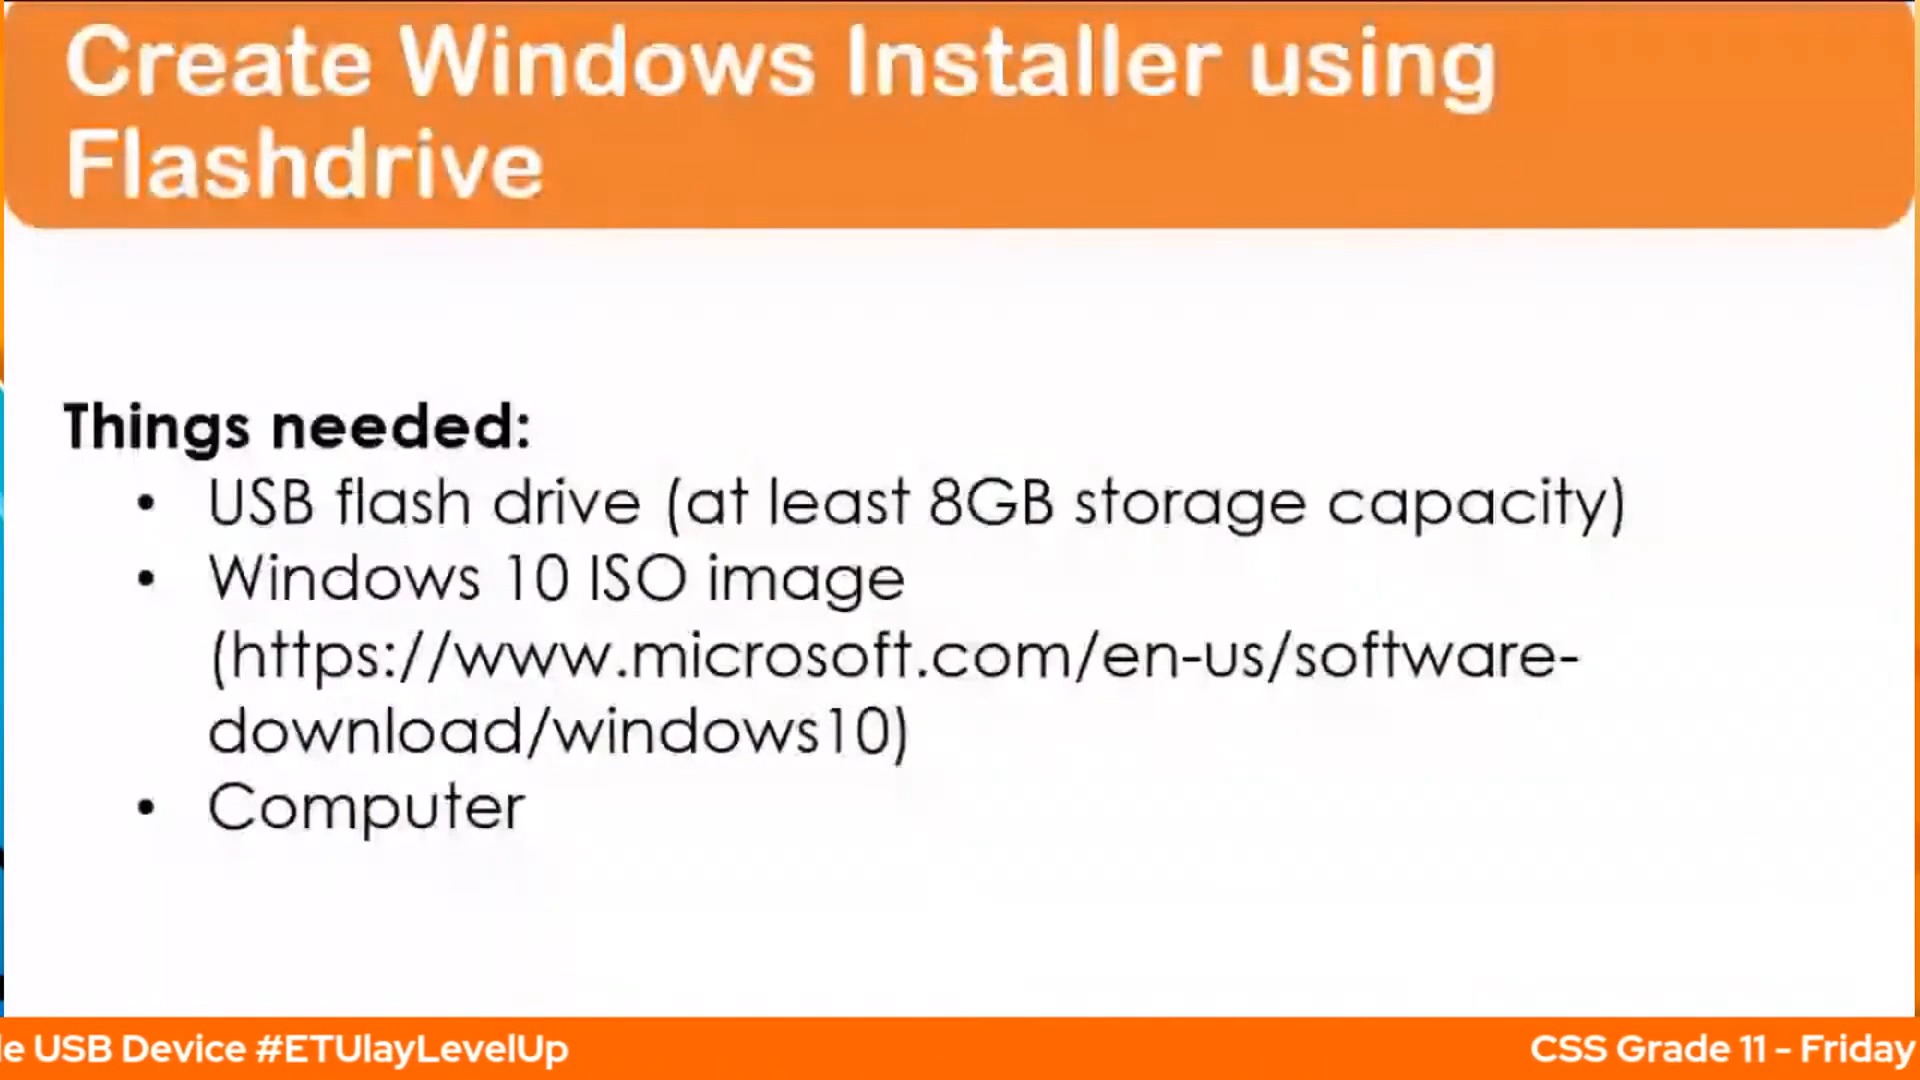 Create Windows Installer using
Flashdrive
Things needed:
• USB flash drive (at least 8GB storage capacity)
• Windows 10 ISO image
(https://www.microsoft.com/en-us/software-
download/windows10)
• Computer
USB Device #ETUlayLevelUp
CSS Grade 11 - Friday